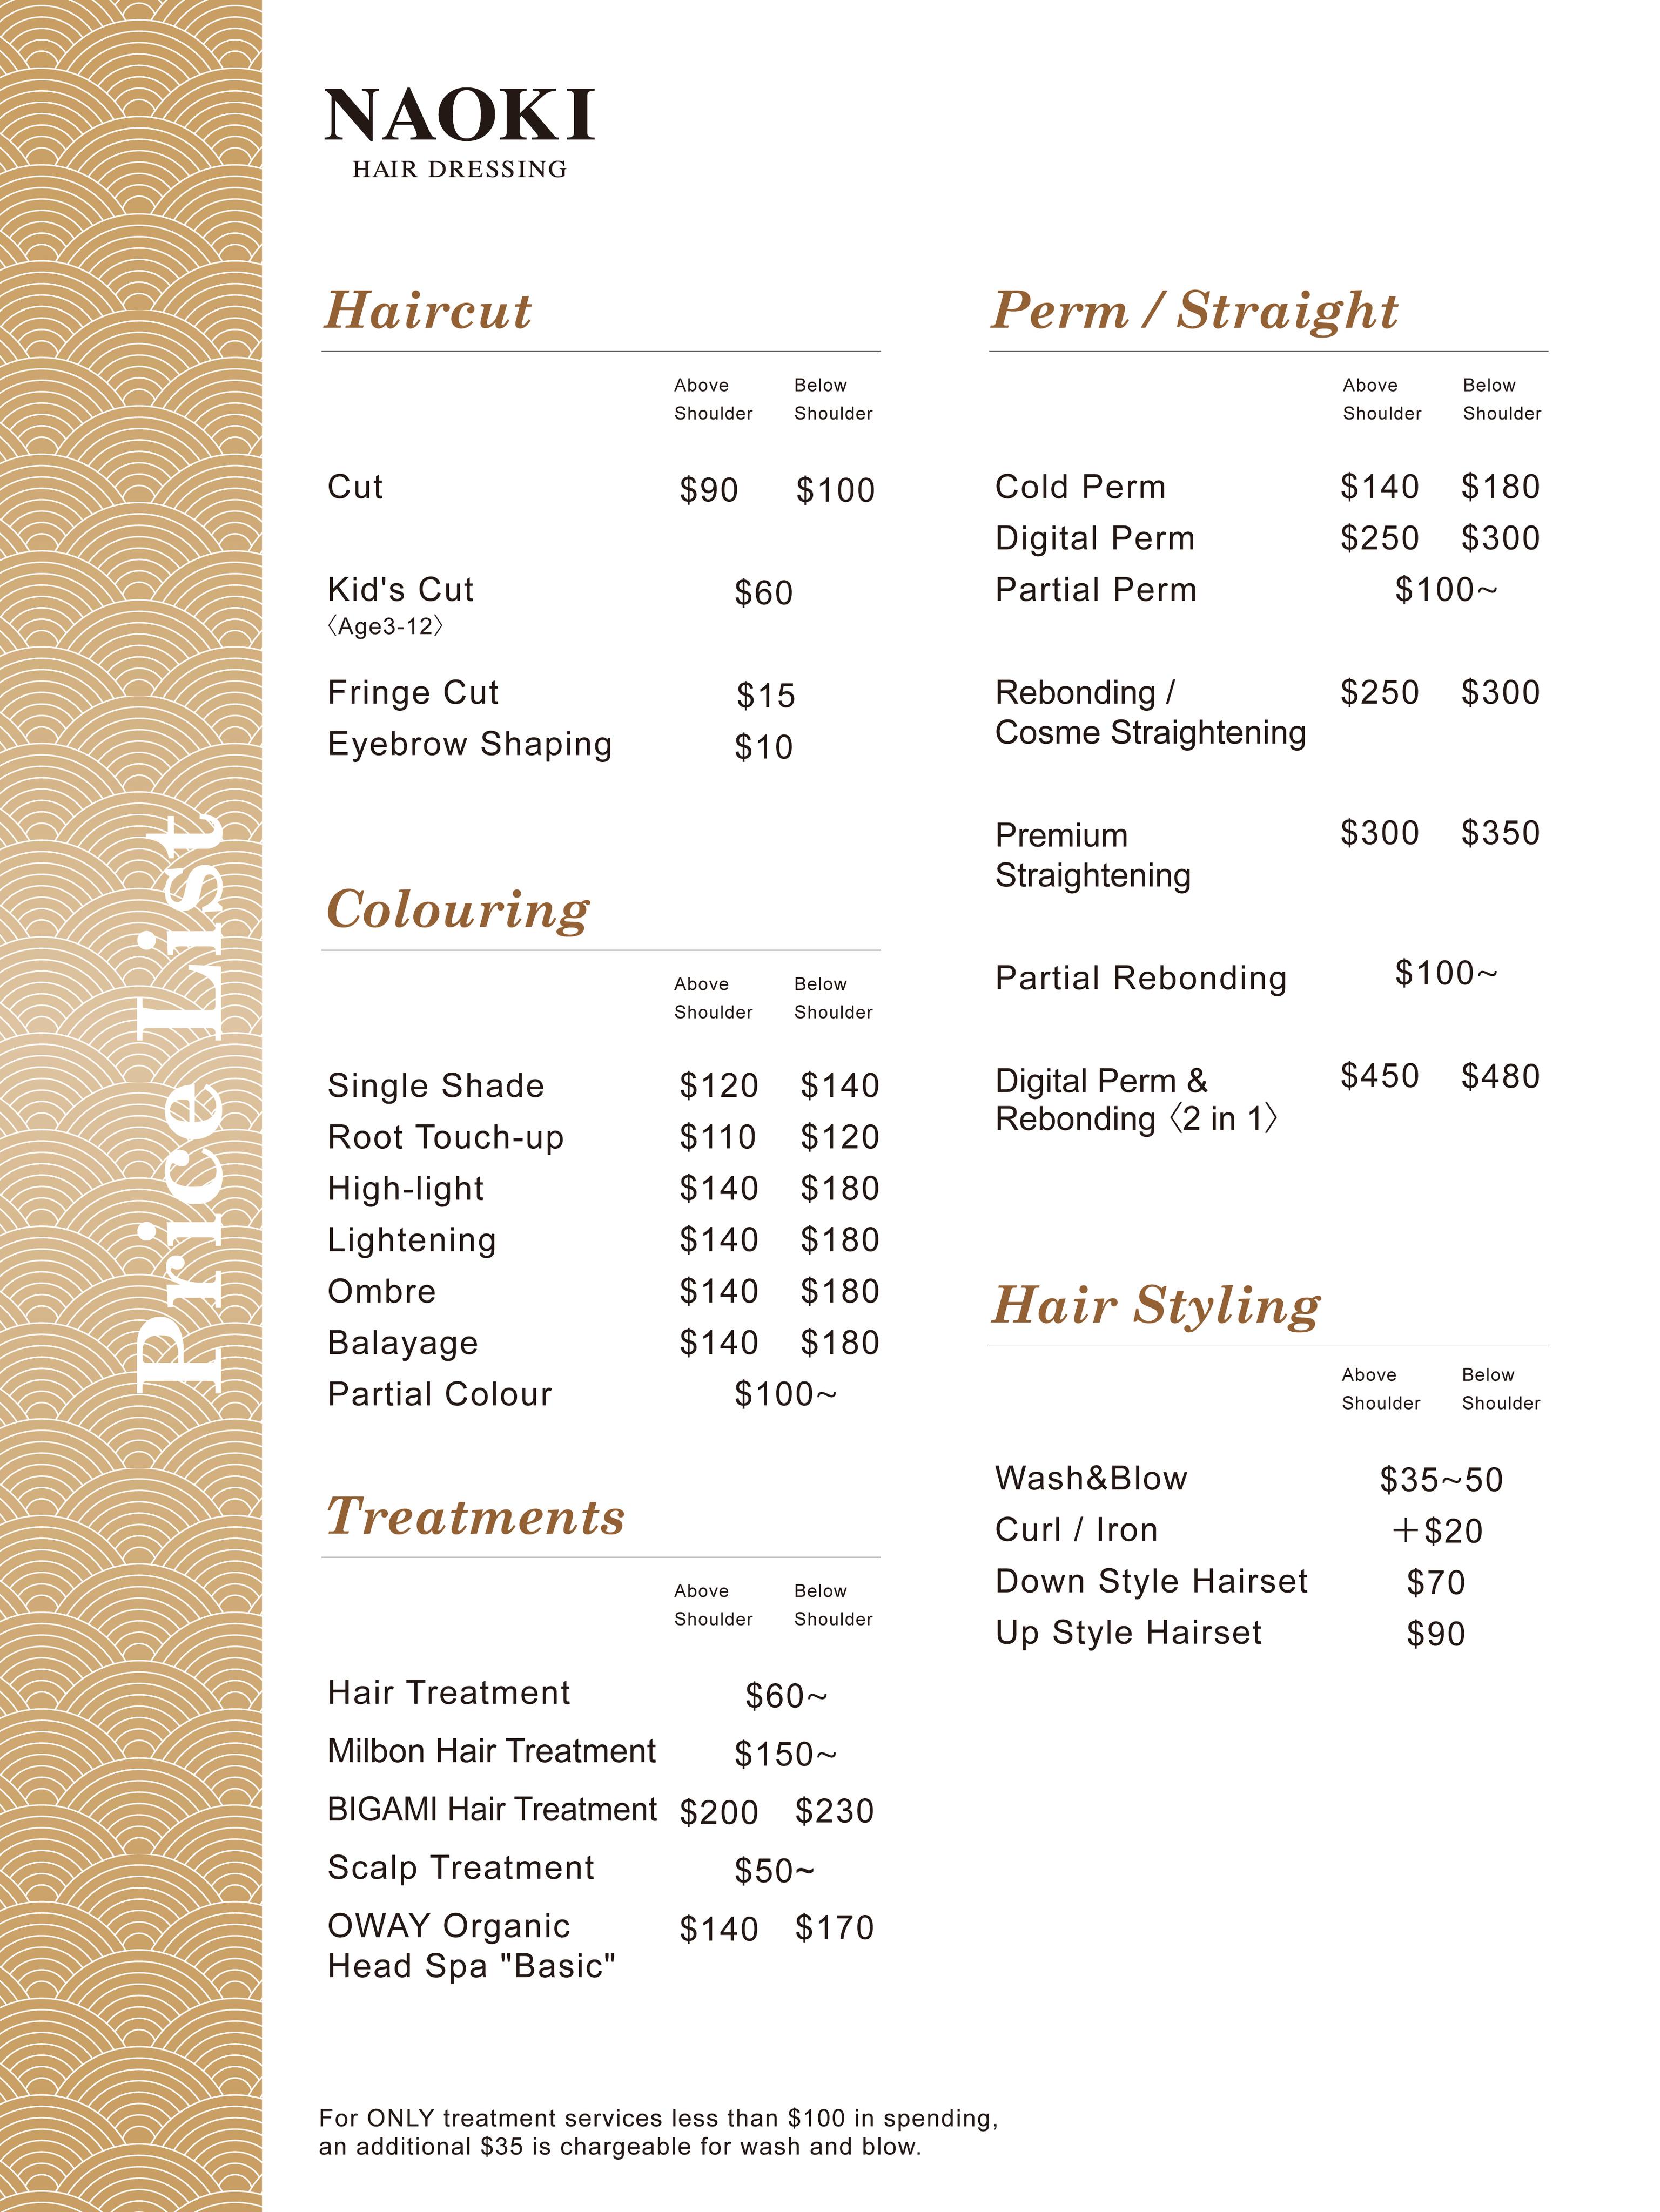 NAOKI
HAIR DRESSING
Price List
Haircut
Above Below
Shoulder Shoulder
Cut $90 $100
Kid's Cut $60
〈Age3-12〉
Fringe Cut $15
Eyebrow Shaping $10
Colouring
Above Below
Shoulder Shoulder
Single Shade $120 $140
Root Touch-up $110 $120
High-light $140 $180
Lightening $140 $180
Ombre $140 $180
Balayage $140 $180
Partial Colour $100~
Treatments
Above Below
Shoulder Shoulder
Hair Treatment $60~
Milbon Hair Treatment $150~
BIGAMI Hair Treatment $200 $230
Scalp Treatment $50~
OWAY Organic $140 $170
Head Spa "Basic"
Perm / Straight
Above Below
Shoulder Shoulder
Cold Perm $140 $180
Digital Perm $250 $300
Partial Perm $100~
Rebonding / $250 $300
Cosme Straightening
Premium $300 $350
Straightening
Partial Rebonding $100~
Digital Perm & $450 $480
Rebonding〈2 in 1〉
Hair Styling
Above Below
Shoulder Shoulder
Wash&Blow $35~50
Curl / Iron +$20
Down Style Hairset $70
Up Style Hairset $90
For ONLY treatment services less than $100 in spending,
an additional $35 is chargeable for wash and blow.